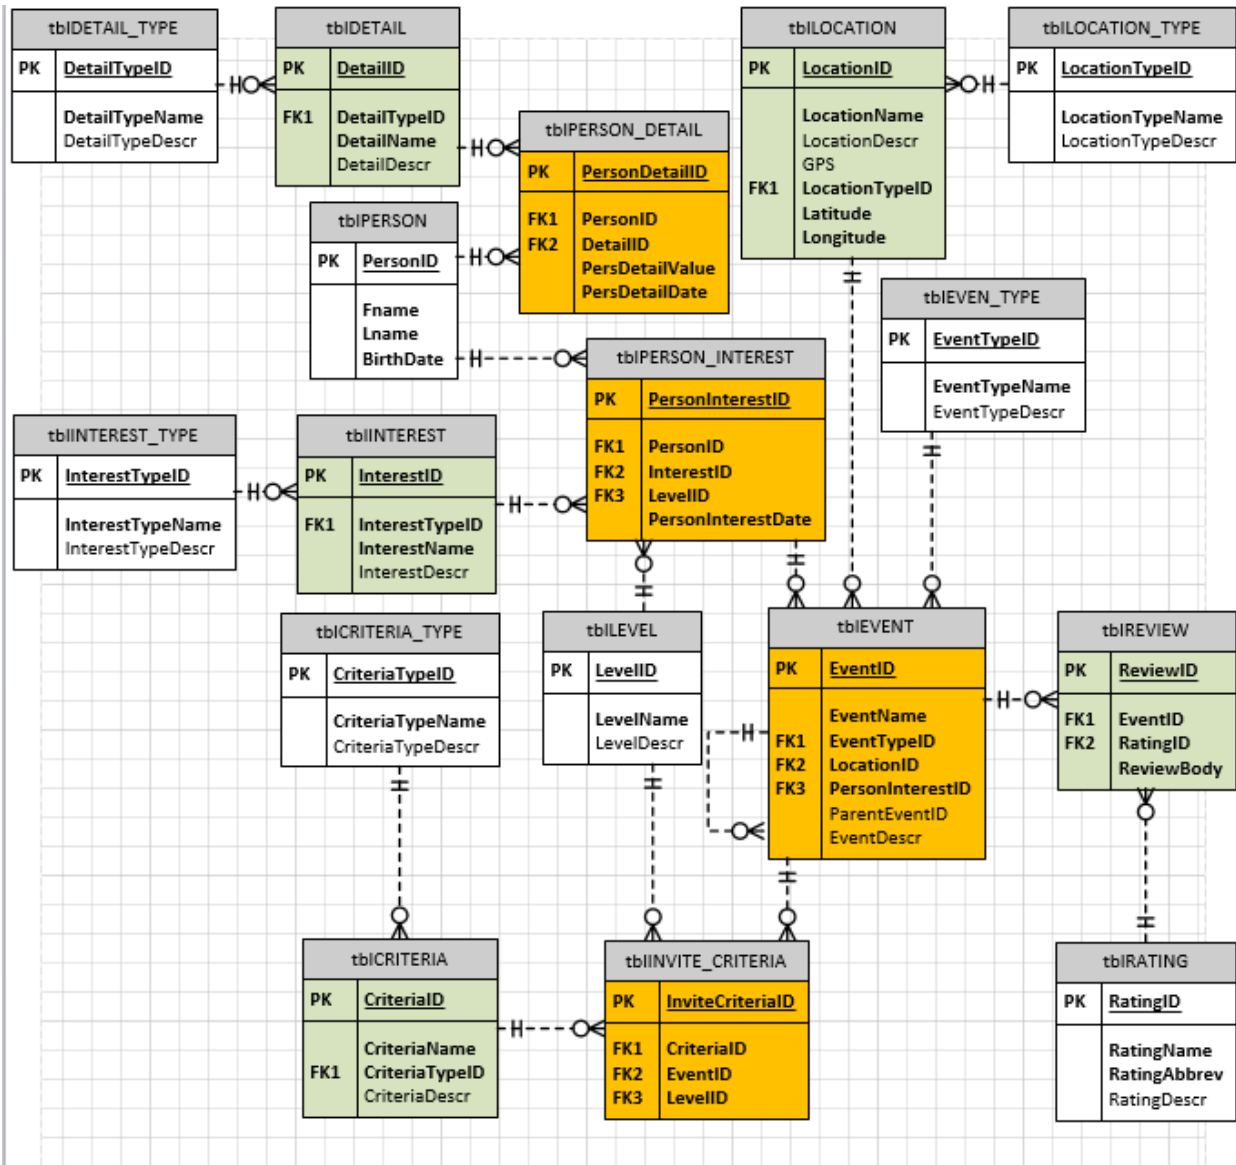 tblDETAIL_TYPE
PK DetailTypeID
DetailTypeName
DetailTypeDescr
tblDETAIL
PK DetailID
FK1 DetailTypeID
DetailName
DetailDescr
tblPERSON_DETAIL
PK PersonDetailID
FK1 PersonID
FK2 DetailID
PersDetailValue
PersDetailDate
tblLOCATION
PK LocationID
LocationName
LocationDescr
GPS
FK1 LocationTypeID
Latitude
Longitude
tblLOCATION_TYPE
PK LocationTypeID
LocationTypeName
LocationTypeDescr
tblPERSON
PK PersonID
Fname
Lname
BirthDate
tblEVEN_TYPE
PK EventTypeID
EventTypeName
EventTypeDescr
tblPERSON_INTEREST
PK PersonInterestID
FK1 PersonID
FK2 InterestID
FK3 LevelID
PersonInterestDate
tblINTEREST_TYPE
PK InterestTypeID
InterestTypeName
InterestTypeDescr
tblINTEREST
PK InterestID
FK1 InterestTypeID
InterestName
InterestDescr
tblCRITERIA_TYPE
PK CriteriaTypeID
CriteriaTypeName
CriteriaTypeDescr
tblLEVEL
PK LevelID
LevelName
LevelDescr
tblEVENT
PK EventID
EventName
FK1 EventTypeID
FK2 LocationID
FK3 PersonInterestID
ParentEventID
EventDescr
tblREVIEW
PK ReviewID
FK1 EventID
FK2 RatingID
ReviewBody
tblCRITERIA
PK CriteriaID
CriteriaName
FK1 CriteriaTypeID
CriteriaDescr
tblINVITE_CRITERIA
PK InviteCriteriaID
FK1 CriteriaID
FK2 EventID
FK3 LevelID
tblRATING
PK RatingID
RatingName
RatingAbbrev
RatingDescr